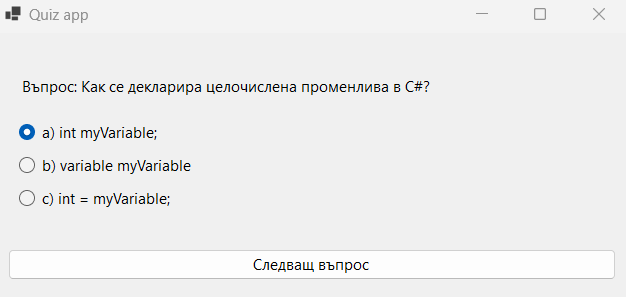 Quiz app
Въпрос: Как се декларира целочислена променлива в C#?
a) int myVariable;
b) variable myVariable
c) int = myVariable;
Следващ въпрос